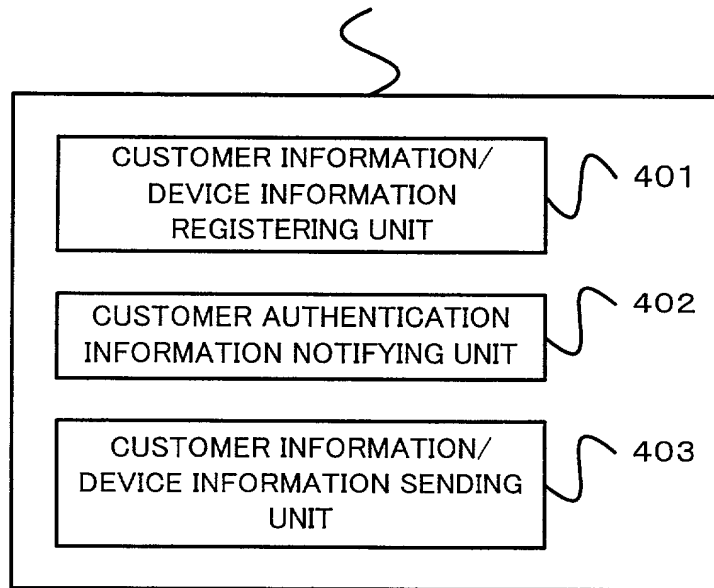 CUSTOMER INFORMATION/
DEVICE INFORMATION
REGISTERING UNIT
401
CUSTOMER AUTHENTICATION
INFORMATION NOTIFYING UNIT
402
CUSTOMER INFORMATION/
DEVICE INFORMATION SENDING
UNIT
403